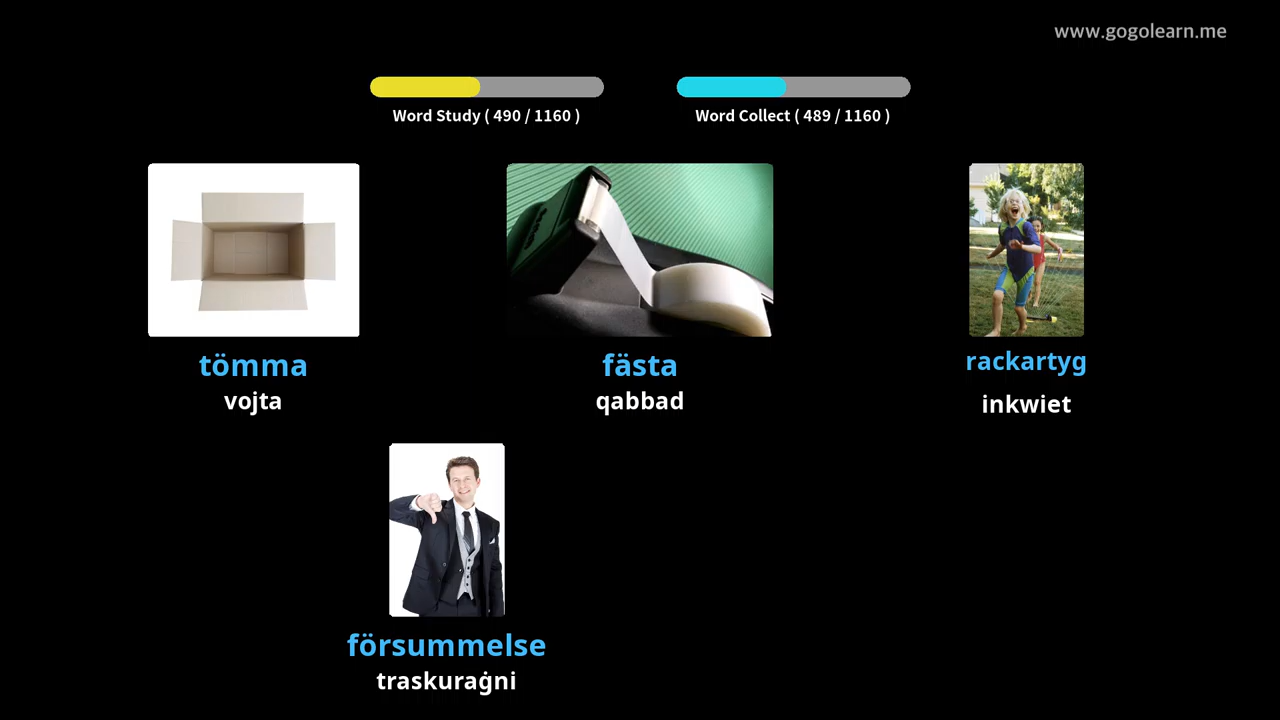 www.gogolearn.me
Word Study ( 490 / 1160 )
Word Collect ( 489 / 1160 )
tömma
vojta
fästa
qabbad
rackartyg
inkwiet
försummelse
traskuraġni